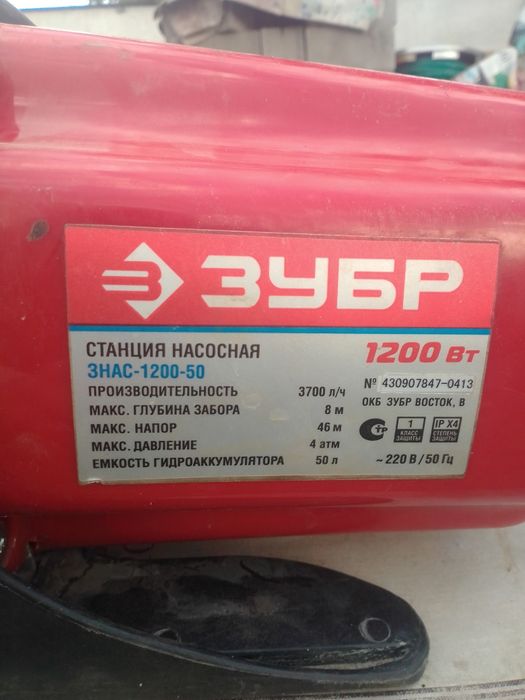 ЗУБР
СТАНЦИЯ НАСОСНАЯ
ЗНАС-1200-50
1200 Вт
№ 430907847-0413
ПРОИЗВОДИТЕЛЬНОСТЬ 3700 л/ч
ОКБ ЗУБР ВОСТОК, В
МАКС. ГЛУБИНА ЗАБОРА 8 м
МАКС. НАПОР 46 м
МАКС. ДАВЛЕНИЕ 4 атм
ЕМКОСТЬ ГИДРОАККУМУЛЯТОРА 50 л
СТР
1
КЛАСС
ЗАЩИТЫ
IP X4
СТЕПЕНЬ
ЗАЩИТЫ
~ 220 В / 50 Гц